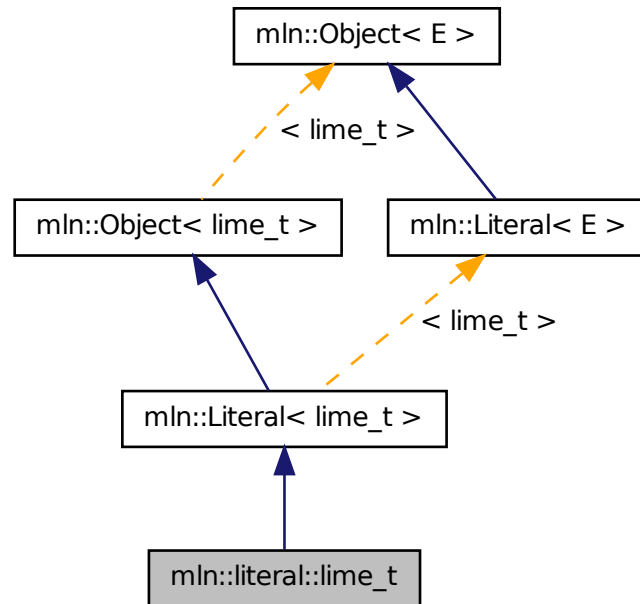 mln::Object< E >
< lime_t >
mln::Object< lime_t >
mln::Literal< E >
< lime_t >
mln::Literal< lime_t >
mln::literal::lime_t